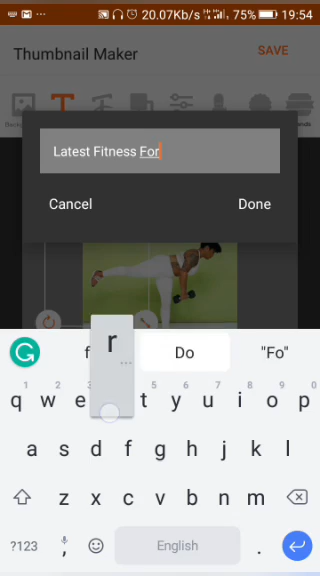 20.07Kb/s 75% 19:54
Thumbnail Maker SAVE
Latest Fitness For
Cancel Done
r
f Do "Fo"
1 2 3 5 6 7 8 9 0
q w e t y u i o p
a s d f g h j k l
z x c v b n m
?123 , English .